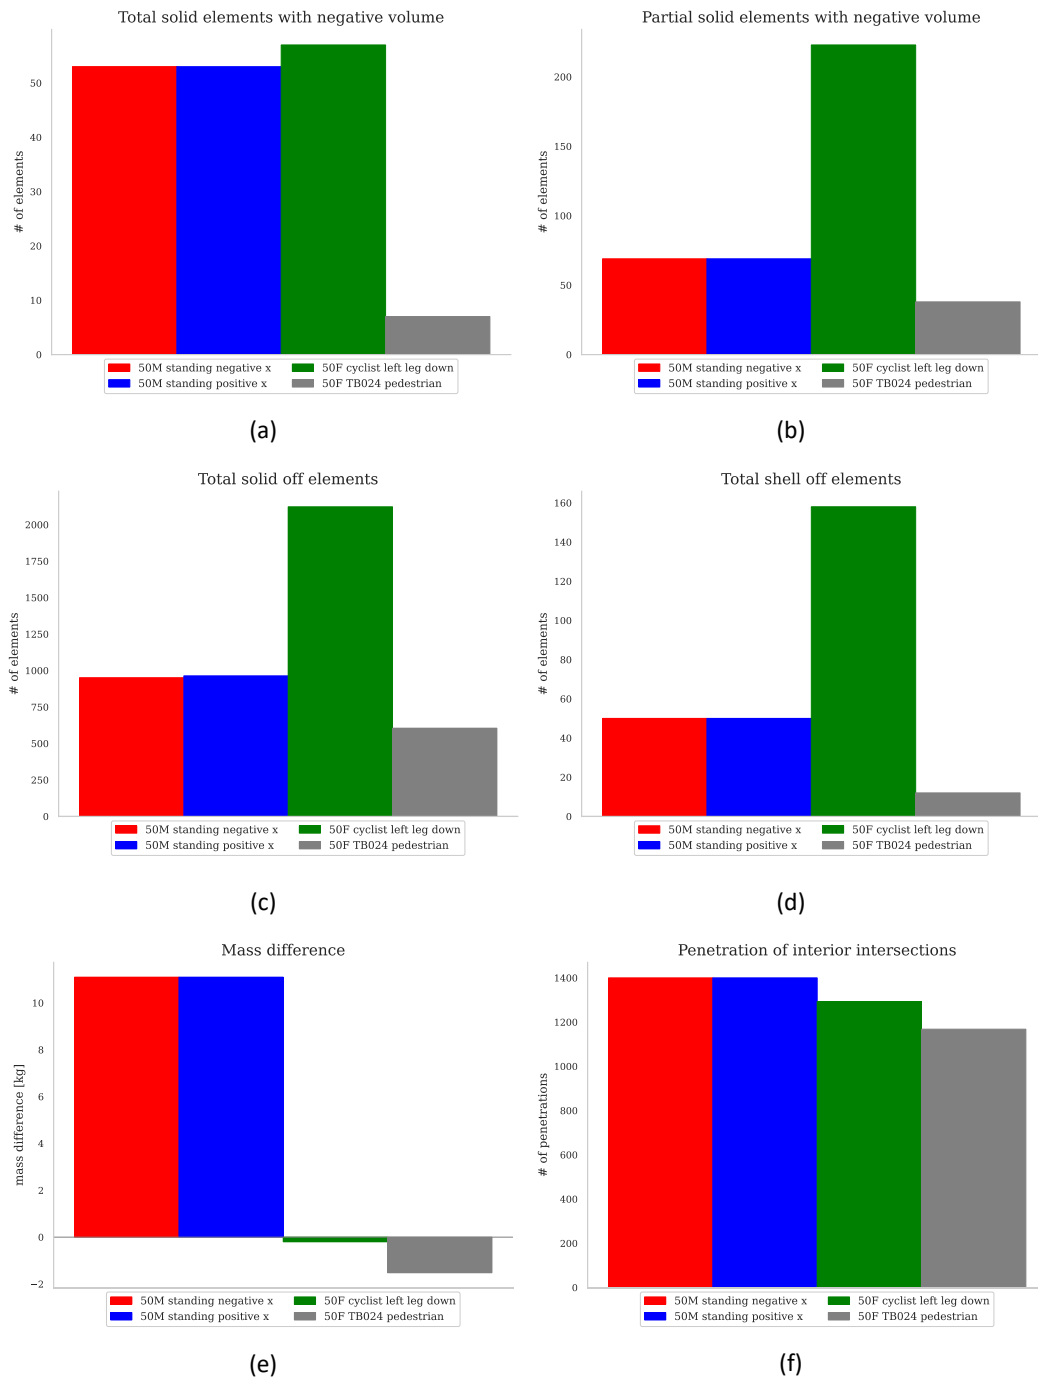 Total solid elements with negative volume
# of elements
50
40
30
20
10
0
50M standing negative x
50F cyclist left leg down
50M standing positive x
50F TB024 pedestrian
(a)
Partial solid elements with negative volume
# of elements
200
150
100
50
0
50M standing negative x
50F cyclist left leg down
50M standing positive x
50F TB024 pedestrian
(b)
Total solid off elements
# of elements
2000
1750
1500
1250
1000
750
500
250
0
50M standing negative x
50F cyclist left leg down
50M standing positive x
50F TB024 pedestrian
(c)
Total shell off elements
# of elements
160
140
120
100
80
60
40
20
0
50M standing negative x
50F cyclist left leg down
50M standing positive x
50F TB024 pedestrian
(d)
Mass difference
mass difference [kg]
10
8
6
4
2
0
−2
50M standing negative x
50F cyclist left leg down
50M standing positive x
50F TB024 pedestrian
(e)
Penetration of interior intersections
# of penetrations
1400
1200
1000
800
600
400
200
0
50M standing negative x
50F cyclist left leg down
50M standing positive x
50F TB024 pedestrian
(f)